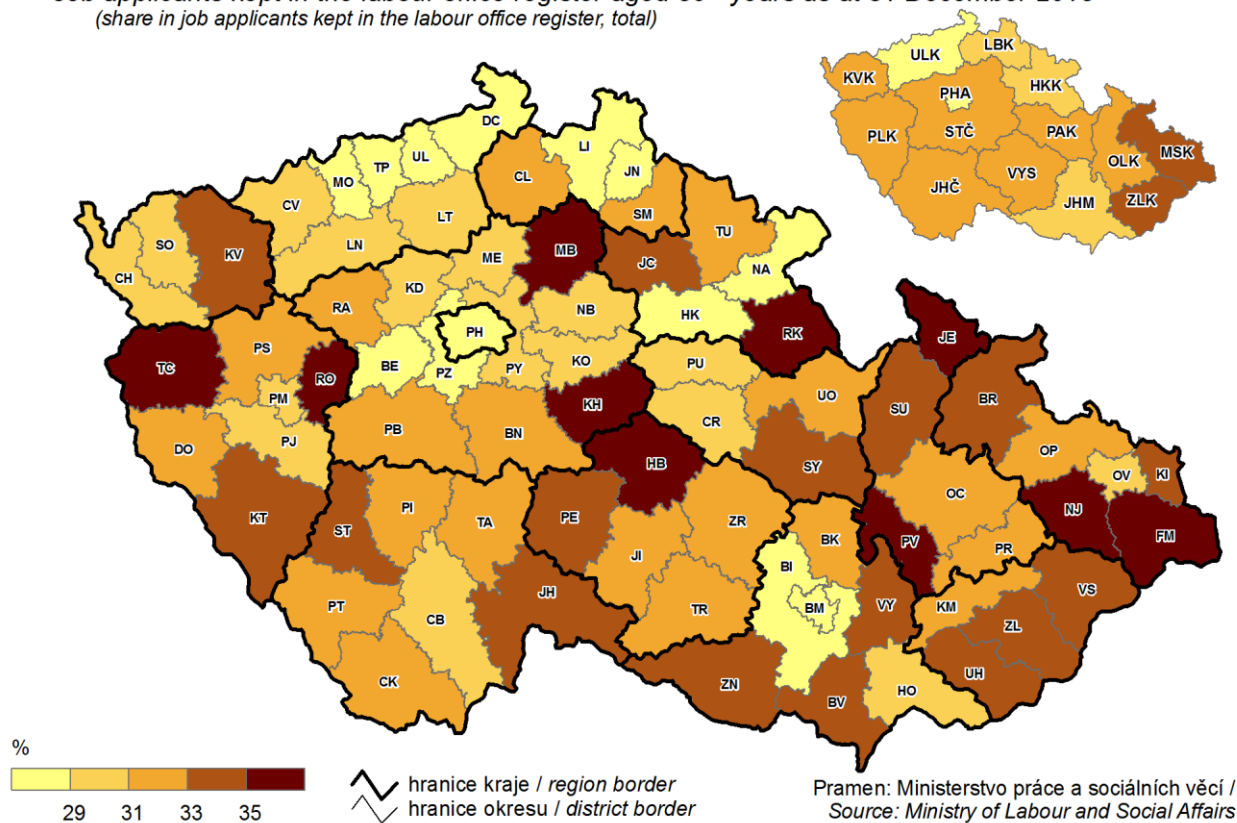 (share in job applicants kept in the labour office register, total)
ULK
LBK
KVK
HKK
PHA
PLK
STČ
PAK
OLK
MSK
VYS
JHČ
JHM
ZLK
DC
LI
UL
TP
MO
JN
CL
CV
LT
SM
TU
SO
LN
KV
ME
MB
JC
CH
NA
KD
RA
NB
HK
PH
RK
JE
PS
TC
RO
BE
PZ
PY
KO
PU
PM
KH
UO
SU
BR
CR
PB
BN
DO
PJ
OP
HB
SY
OV
KI
OC
PI
TA
PE
ZR
NJ
KT
ST
FM
BK
PV
PR
JI
BI
VS
JH
PT
CB
TR
BM
VY
KM
ZL
UH
CK
ZN
BV
HO
%
29 31 33 35
hranice kraje / region border
hranice okresu / district border
Pramen: Ministerstvo práce a sociálních věcí /
Source: Ministry of Labour and Social Affairs